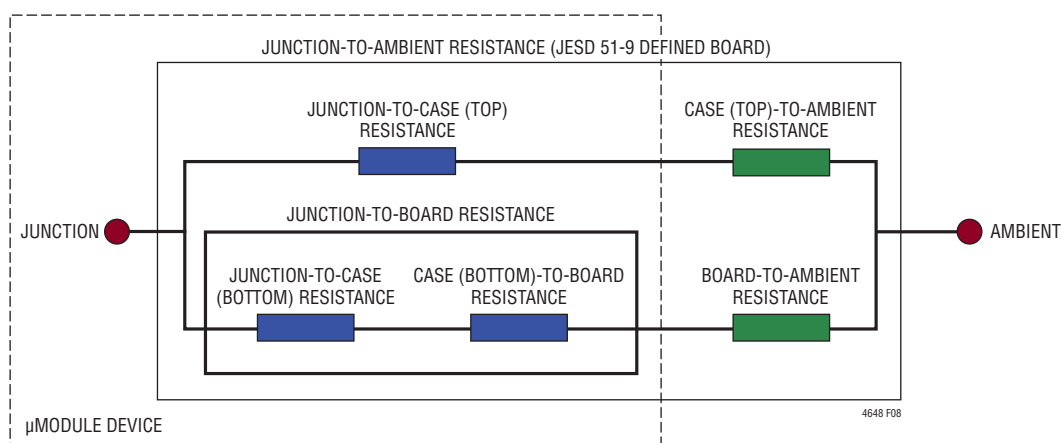 JUNCTION-TO-AMBIENT RESISTANCE (JESD 51-9 DEFINED BOARD)
JUNCTION-TO-CASE (TOP)
RESISTANCE
CASE (TOP)-TO-AMBIENT
RESISTANCE
JUNCTION-TO-BOARD RESISTANCE
JUNCTION
AMBIENT
JUNCTION-TO-CASE
(BOTTOM) RESISTANCE
CASE (BOTTOM)-TO-BOARD
RESISTANCE
BOARD-TO-AMBIENT
RESISTANCE
4648 F08
µMODULE DEVICE